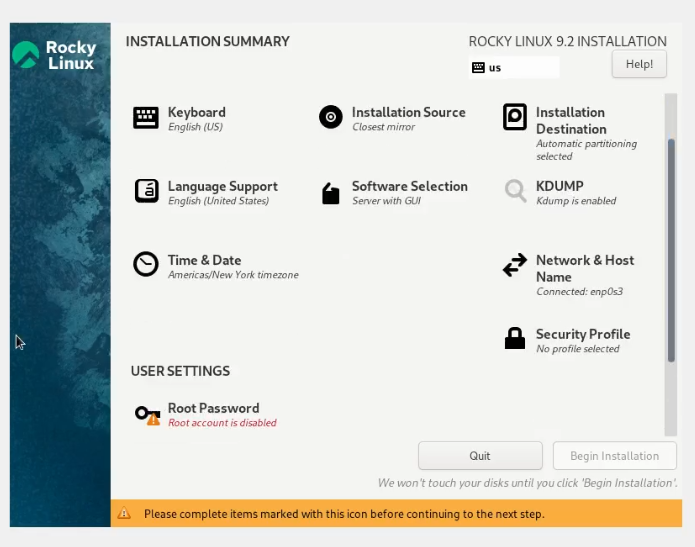 Rocky
Linux
INSTALLATION SUMMARY
ROCKY LINUX 9.2 INSTALLATION
us
Help!
Keyboard
English (US)
Installation Source
Closest mirror
Installation
Destination
Automatic partitioning
selected
Language Support
English (United States)
Software Selection
Server with GUI
KDUMP
Kdump is enabled
Time & Date
Americas/New York timezone
Network & Host
Name
Connected: enp0s3
Security Profile
No profile selected
USER SETTINGS
Root Password
Root account is disabled
Quit
Begin Installation
We won't touch your disks until you click 'Begin Installation'.
Please complete items marked with this icon before continuing to the next step.